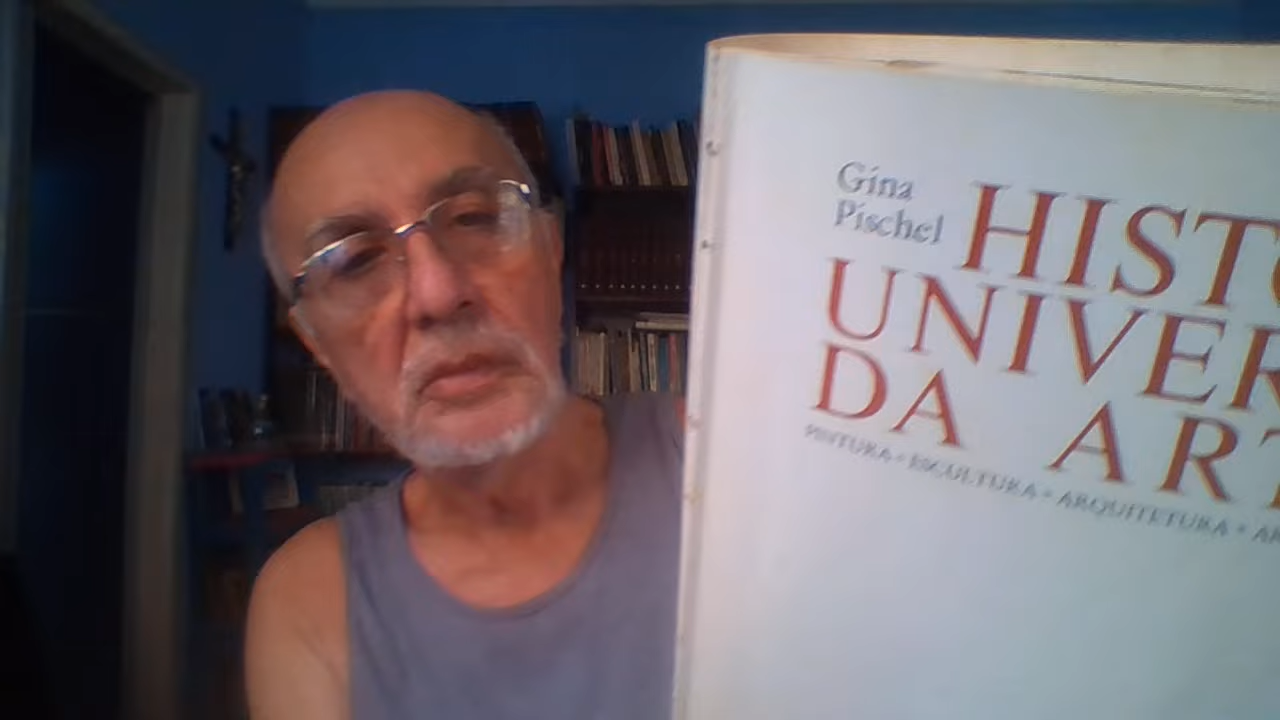 Gina
Pischel
HISTO
UNIVER
DA ART
PINTURA • ESCULTURA • ARQUITETURA • AR